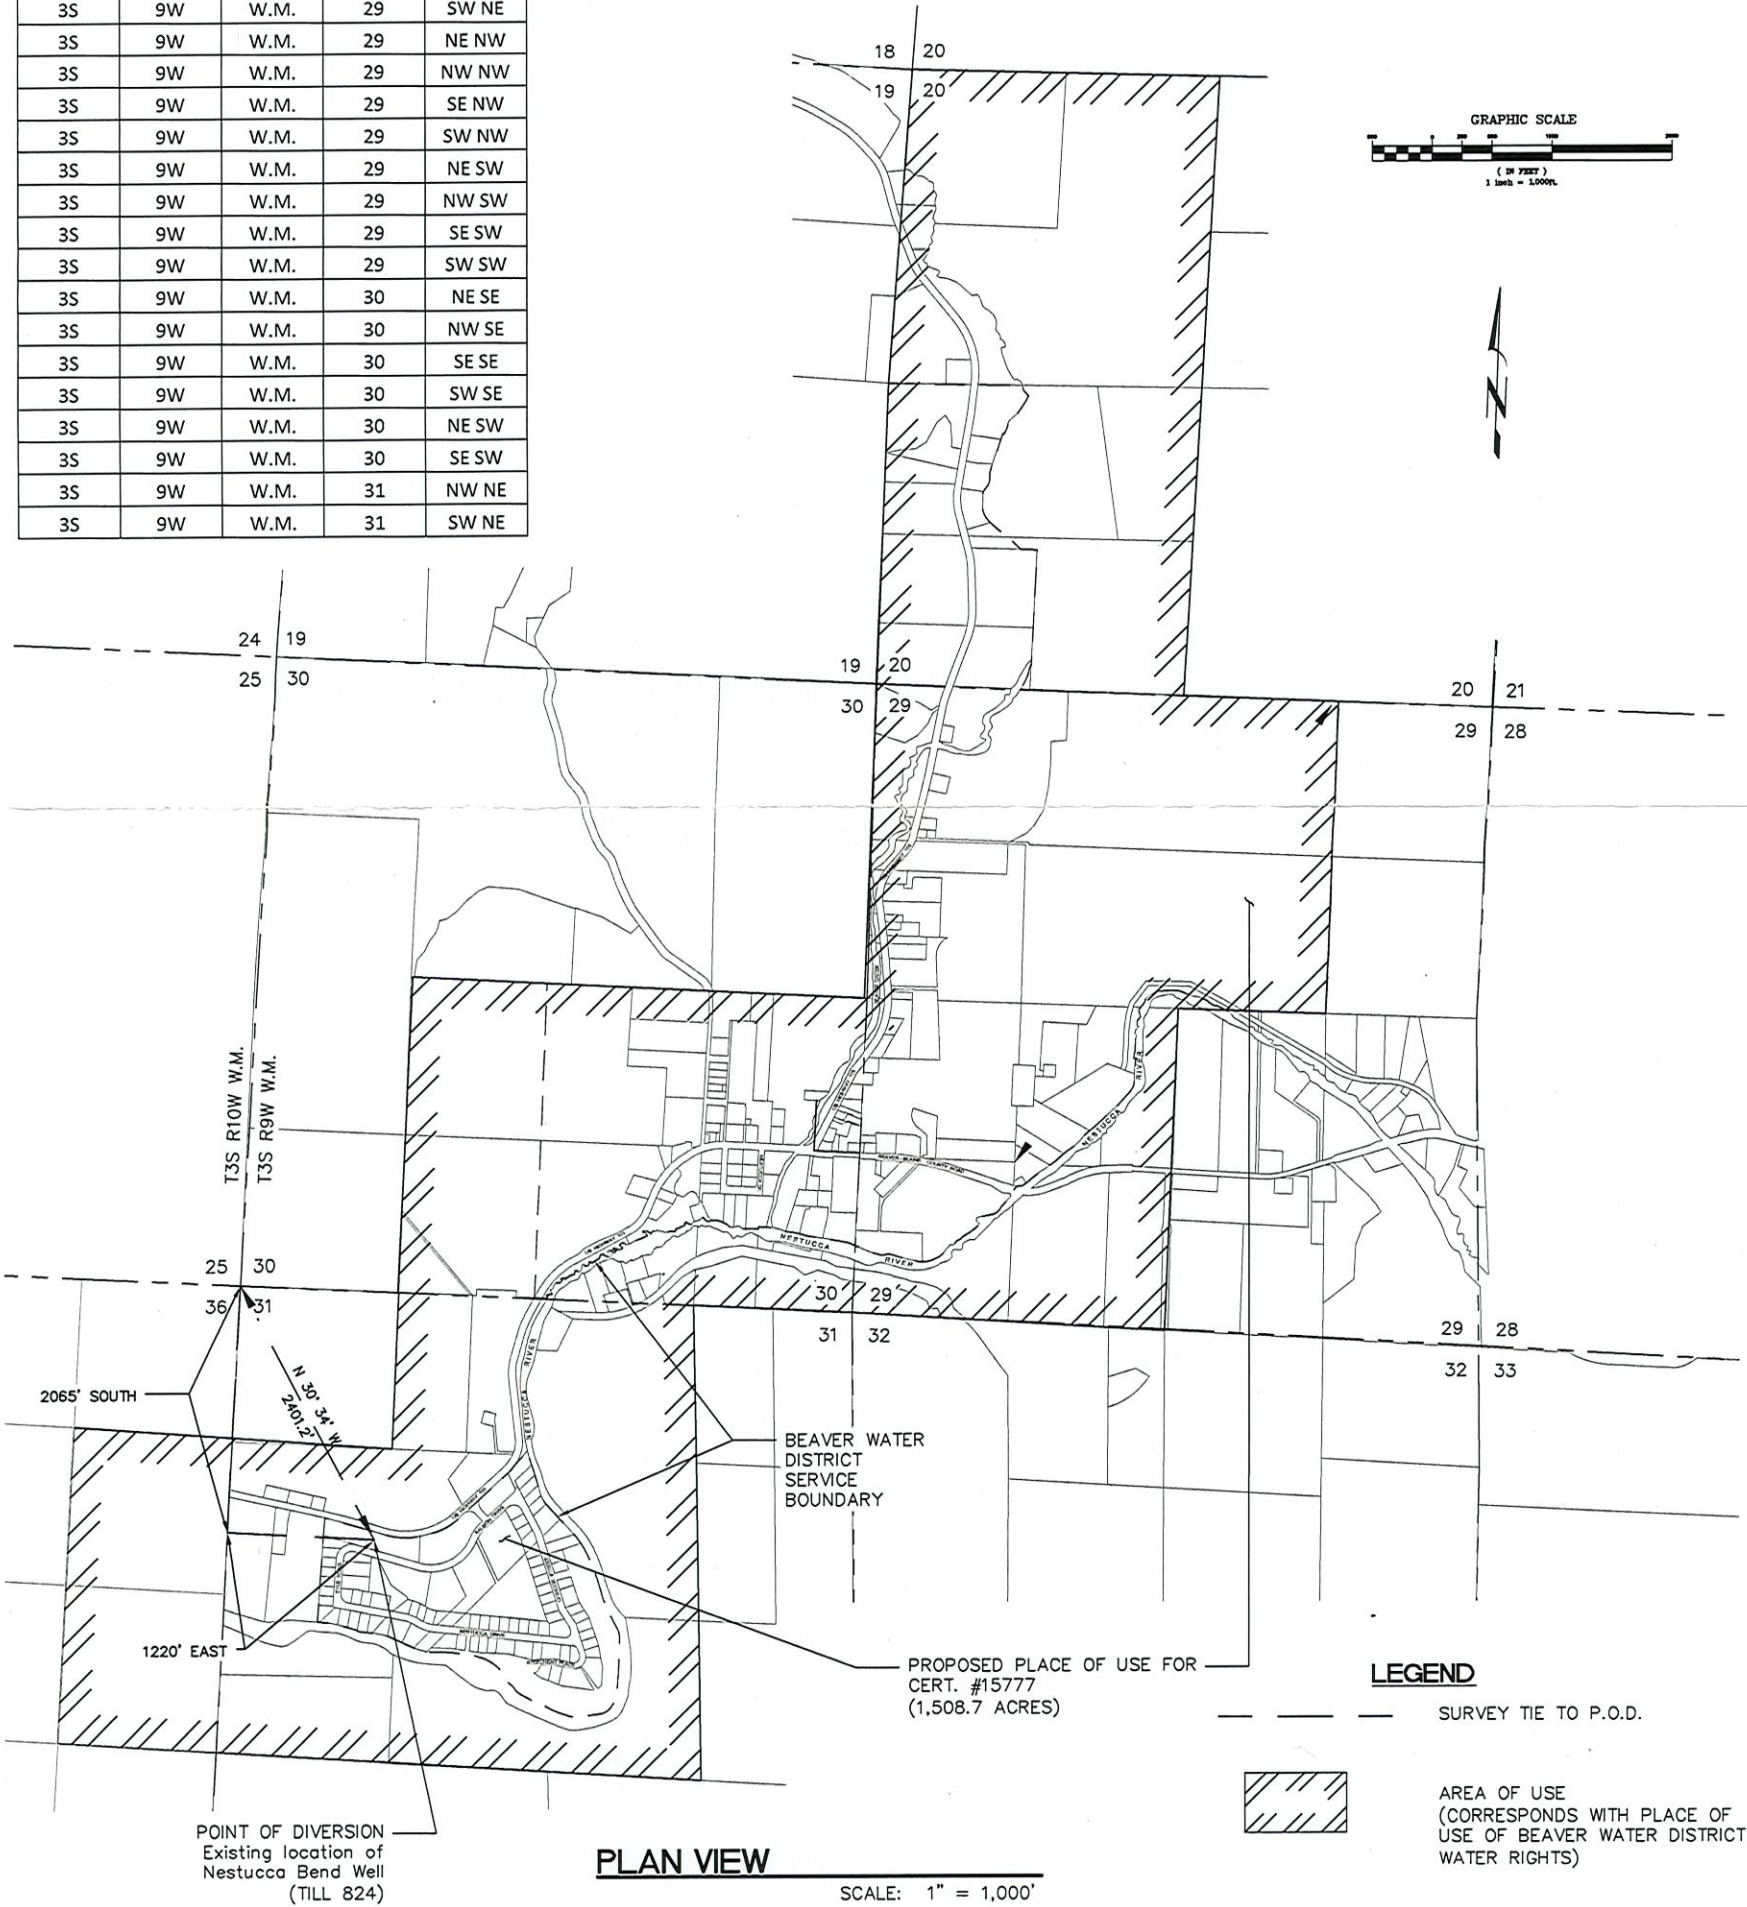 3S 9W W.M. 29 SW NE
3S 9W W.M. 29 NE NW
3S 9W W.M. 29 NW NW
3S 9W W.M. 29 SE NW
3S 9W W.M. 29 SW NW
3S 9W W.M. 29 NE SW
3S 9W W.M. 29 NW SW
3S 9W W.M. 29 SE SW
3S 9W W.M. 29 SW SW
3S 9W W.M. 30 NE SE
3S 9W W.M. 30 NW SE
3S 9W W.M. 30 SE SE
3S 9W W.M. 30 SW SE
3S 9W W.M. 30 NE SW
3S 9W W.M. 30 SE SW
3S 9W W.M. 31 NW NE
3S 9W W.M. 31 SW NE
18 20
19 20
GRAPHIC SCALE
( IN FEET )
1 inch = 1,000ft.
N
24 19
25 30
19 20
30 29
20 21
29 28
T3S R10W W.M.
T3S R9W W.M.
RIVER
NESTUCCA
NESTUCCA
RIVER
RIVER
NESTUCCA
25 30
36 31
30 29
31 32
29 28
32 33
2065' SOUTH
N 30° 34' W
2401.2'
BEAVER WATER
DISTRICT
SERVICE
BOUNDARY
1220' EAST
PROPOSED PLACE OF USE FOR
CERT. #15777
(1,508.7 ACRES)
LEGEND
SURVEY TIE TO P.O.D.
AREA OF USE
(CORRESPONDS WITH PLACE OF
USE OF BEAVER WATER DISTRICT
WATER RIGHTS)
POINT OF DIVERSION
Existing location of
Nestucca Bend Well
(TILL 824)
PLAN VIEW
SCALE: 1" = 1,000'